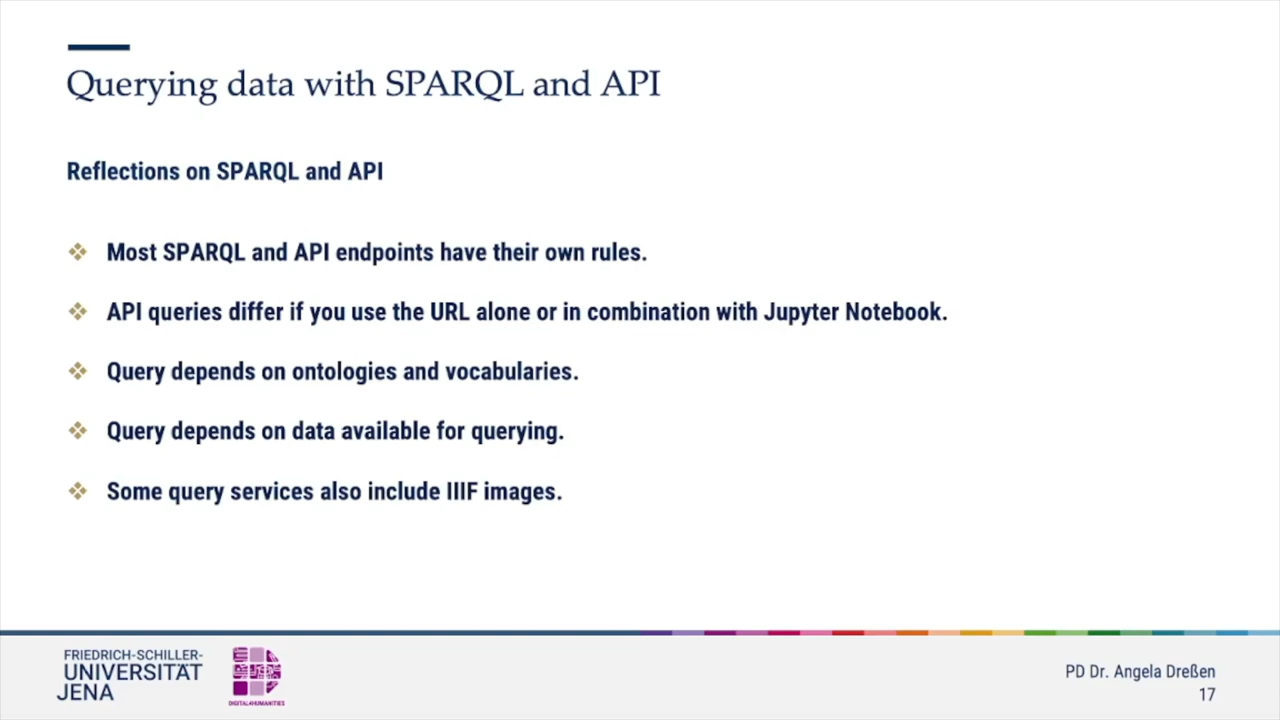 Querying data with SPARQL and API
Reflections on SPARQL and API
Most SPARQL and API endpoints have their own rules.
API queries differ if you use the URL alone or in combination with Jupyter Notebook.
Query depends on ontologies and vocabularies.
Query depends on data available for querying.
Some query services also include IIIF images.
FRIEDRICH-SCHILLER-
UNIVERSITÄT
JENA
DIGITAL4HUMANITIES
PD Dr. Angela Dreßen
17